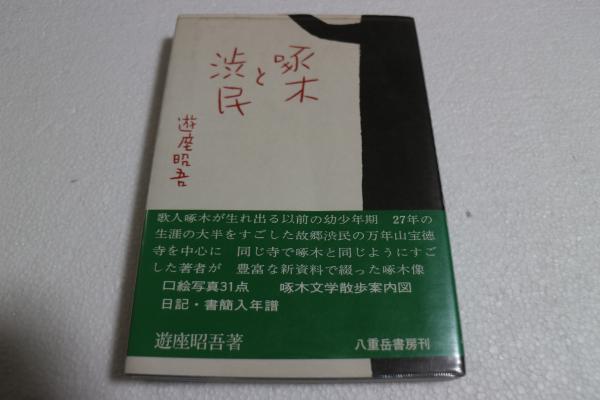 啄木
と
渋民
遊座昭吾
歌人啄木が生れ出る以前の幼少年期　27年の
生涯の大半をすごした故郷渋民の万年山宝徳
寺を中心に　同じ寺で啄木と同じようにすご
した著者が　豊富な新資料で綴った啄木像
口絵写真31点　啄木文学散歩案内図
日記・書簡入年譜
遊座昭吾著　八重岳書房刊